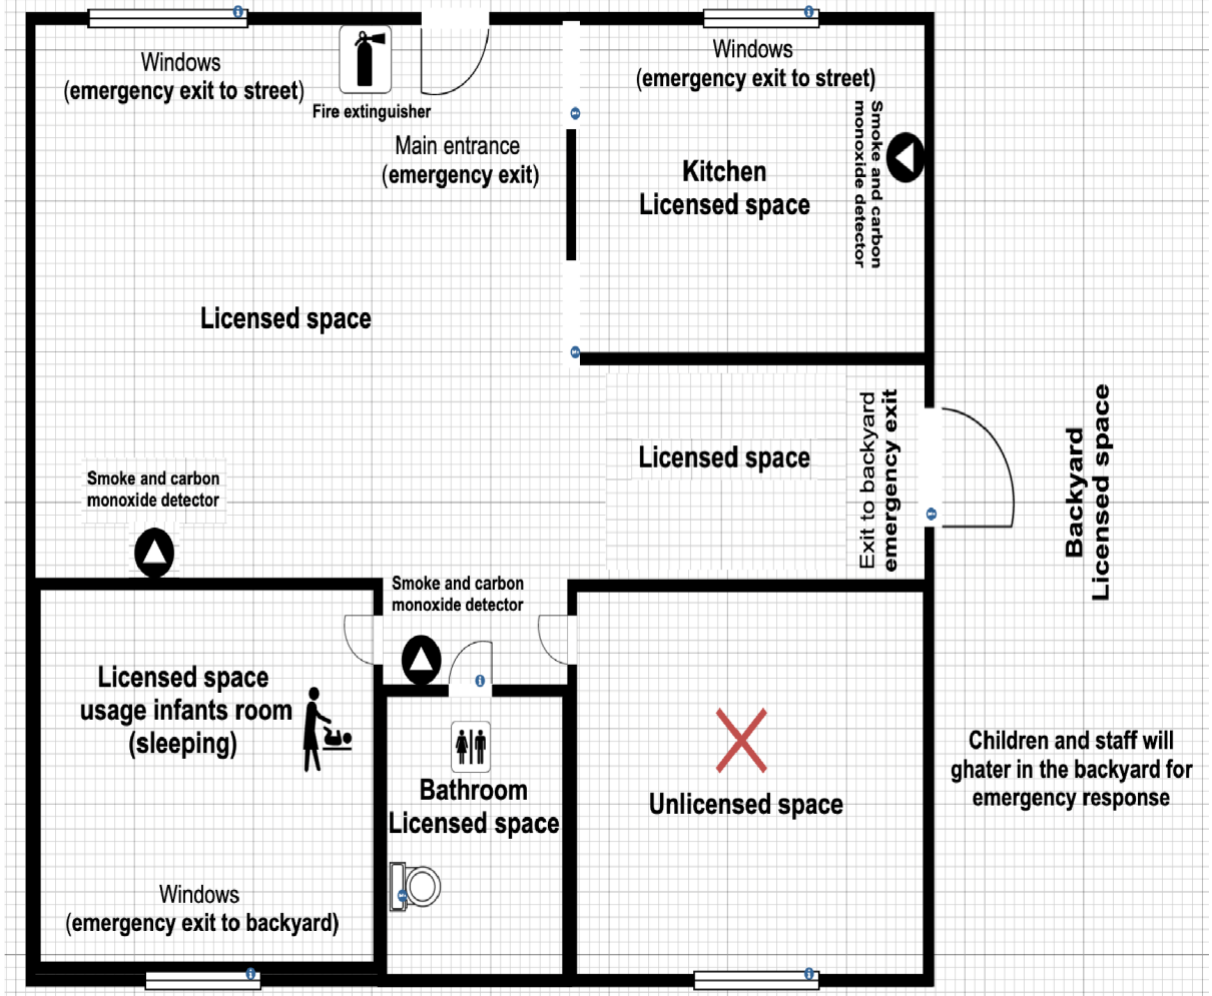 Windows
(emergency exit to street)
Fire extinguisher
Main entrance
(emergency exit)
Windows
(emergency exit to street)
Kitchen
Licensed space
Smoke and carbon
monoxide detector
Licensed space
Licensed space
Exit to backyard
emergency exit
Backyard
Licensed space
Smoke and carbon
monoxide detector
Smoke and carbon
monoxide detector
Licensed space
usage infants room
(sleeping)
Bathroom
Licensed space
Unlicensed space
Children and staff will
ghater in the backyard for
emergency response
Windows
(emergency exit to backyard)